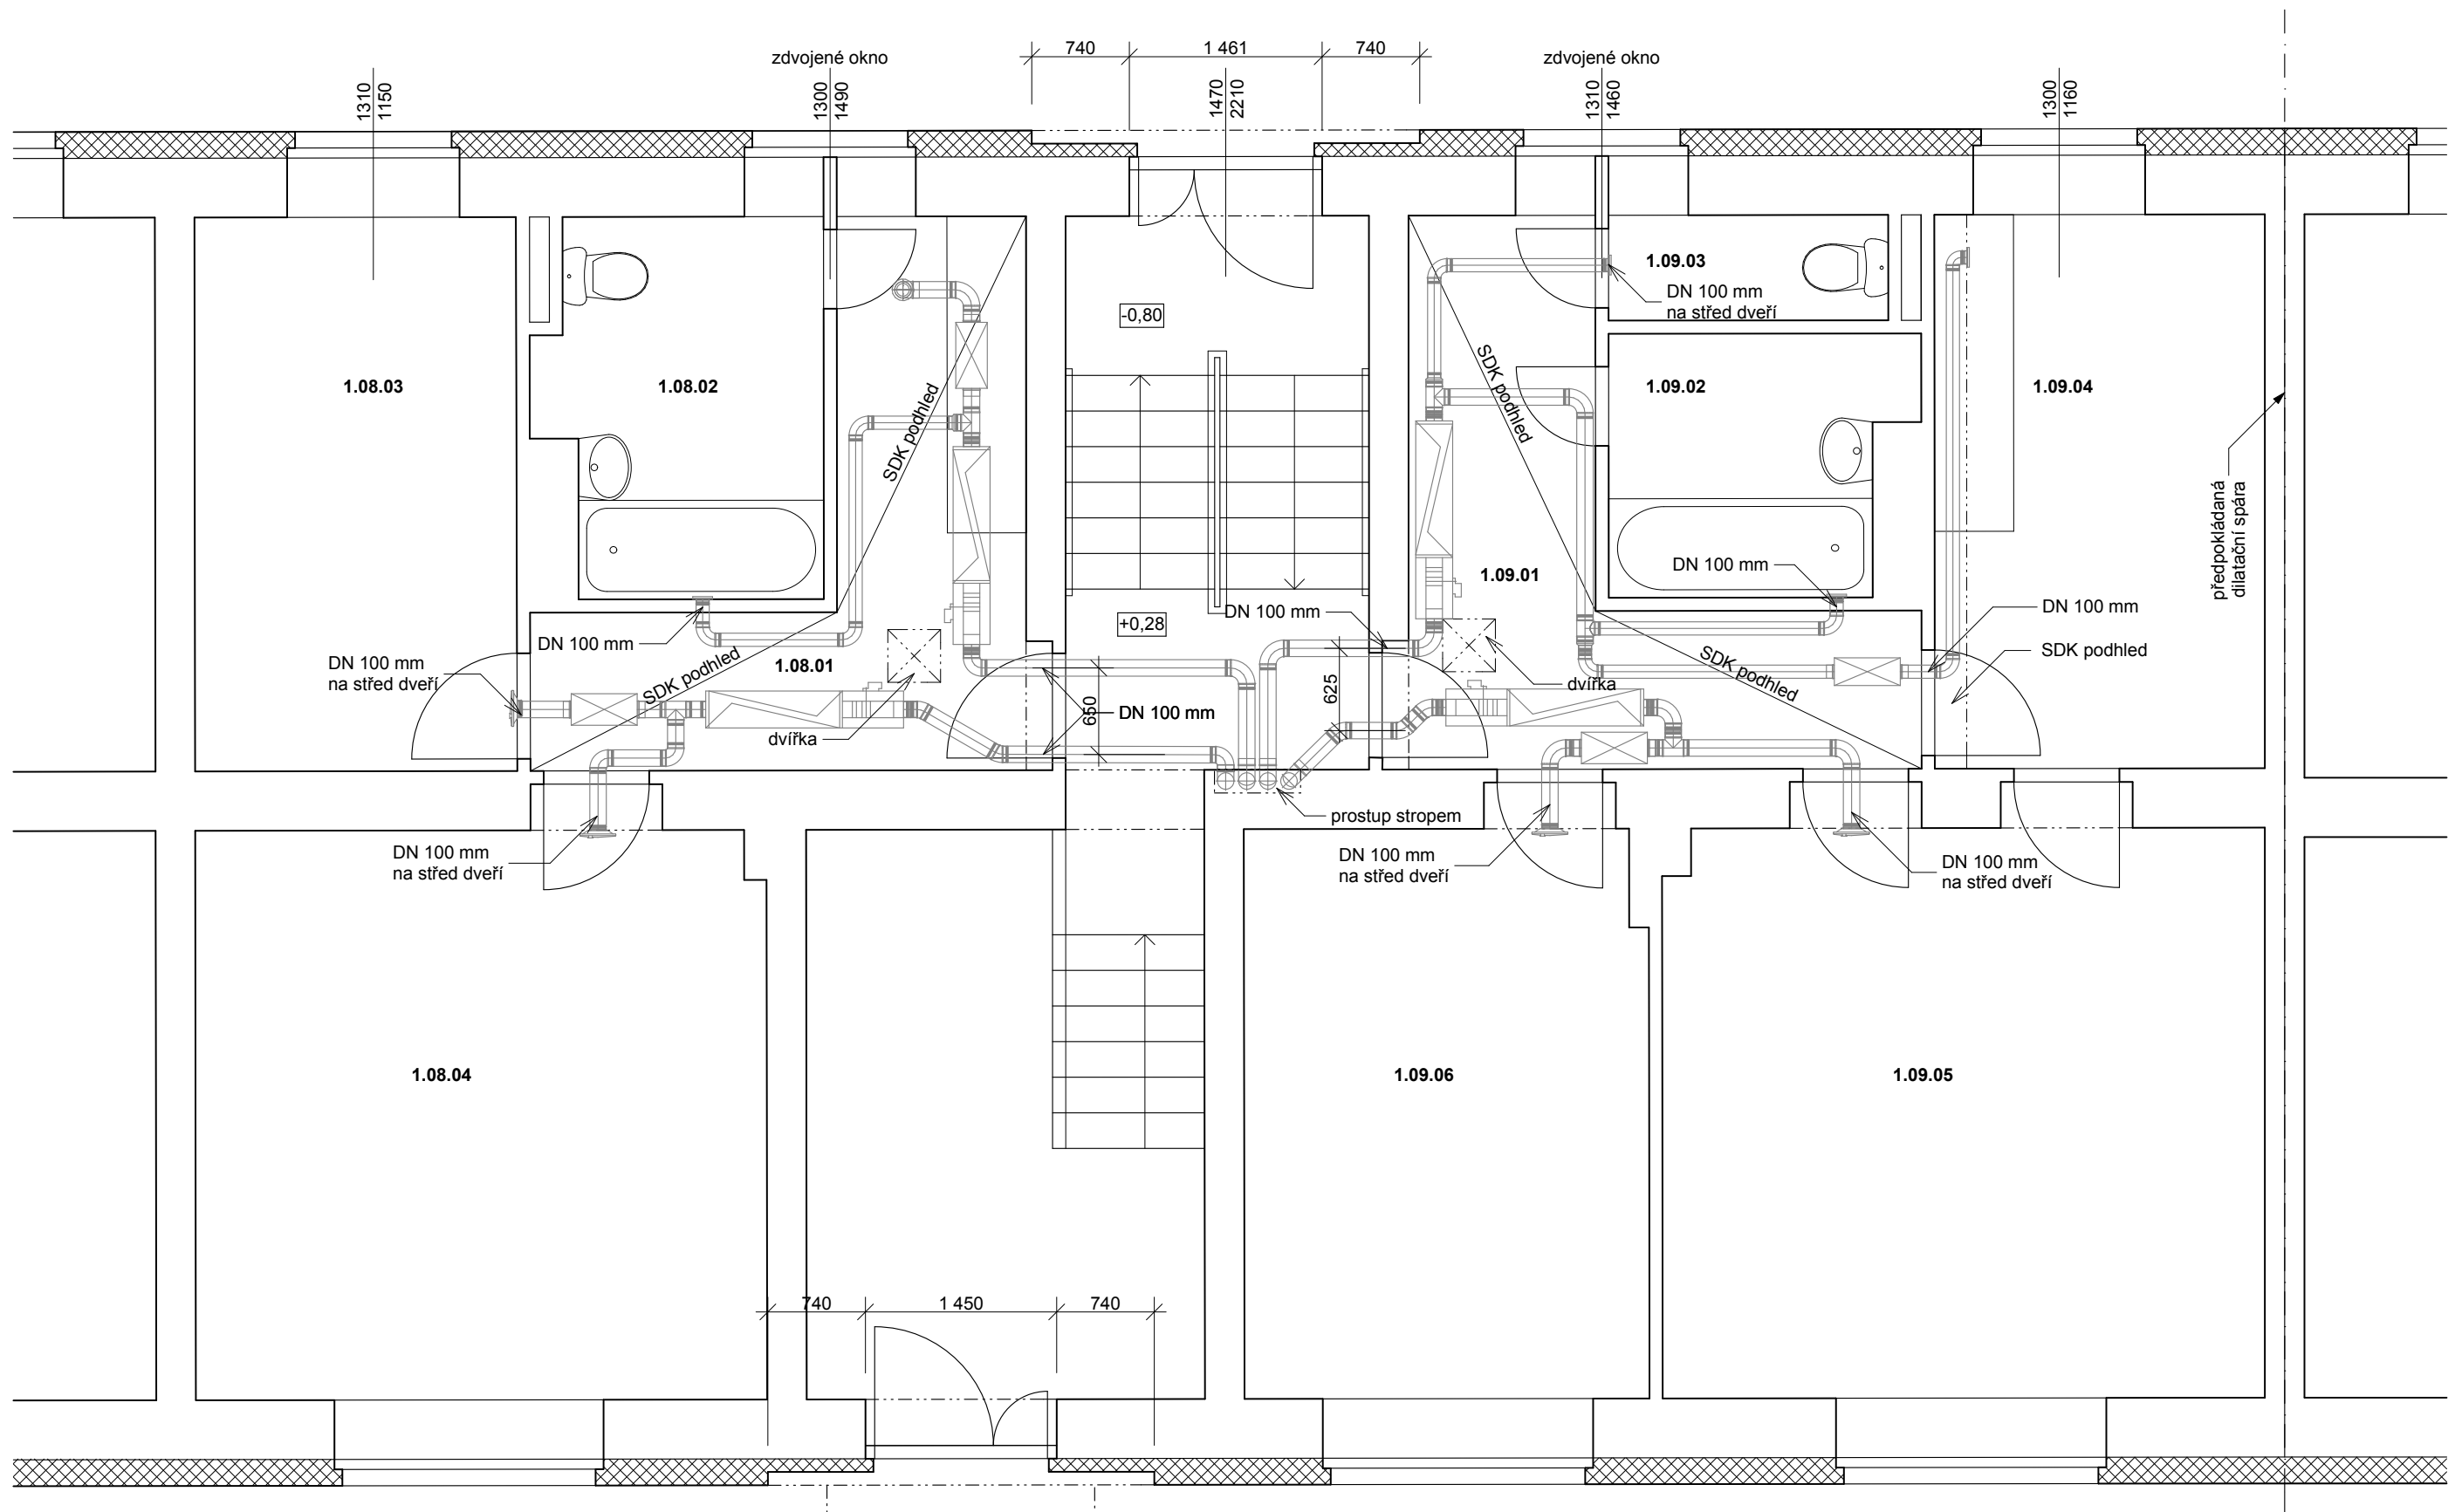 740
1 461
740
zdvojené okno
zdvojené okno
1310
1150
1300
1490
1470
2210
1310
1460
1300
1160
1.09.03
DN 100 mm
na střed dveří
-0,80
1.08.03
1.08.02
SDK podhled
SDK podhled
1.09.02
1.09.04
předpokládaná
dilatační spára
DN 100 mm
1.09.01
+0,28
DN 100 mm
DN 100 mm
DN 100 mm
SDK podhled
DN 100 mm
na střed dveří
1.08.01
SDK podhled
SDK podhled
dvířka
625
650
DN 100 mm
dvířka
prostup stropem
DN 100 mm
na střed dveří
DN 100 mm
na střed dveří
DN 100 mm
na střed dveří
1.08.04
1.09.06
1.09.05
740
1 450
740